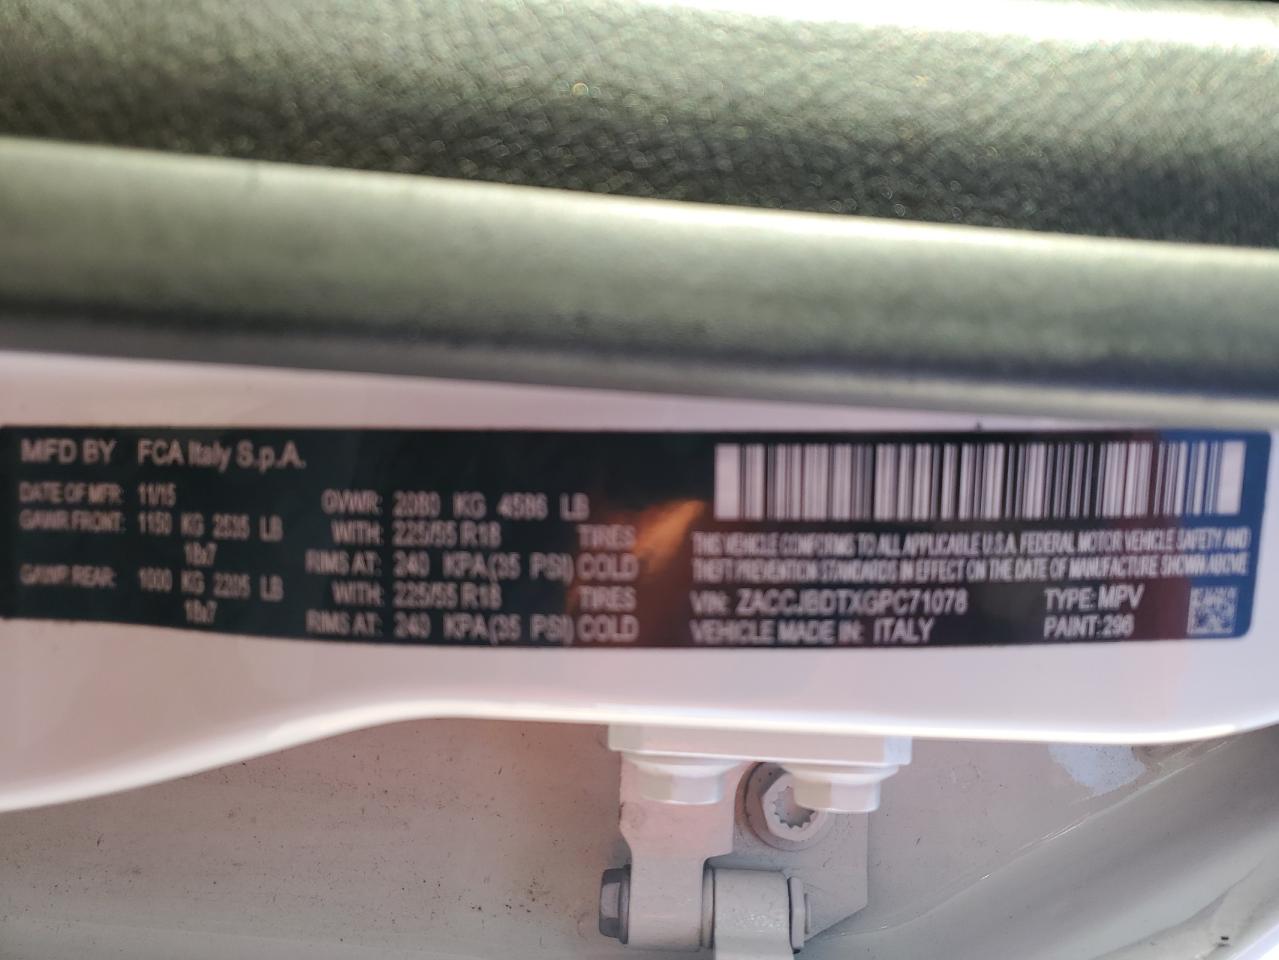 MFD BY FCA Italy S.p.A.
DATE OF MFR: 11/15
GAWR FRONT: 1150 KG 2535 LB
18x7
GAWR REAR: 1000 KG 2205 LB
18x7
GVWR: 2080 KG 4586 LB
WITH: 225/55 R18 TIRES
RIMS AT: 240 KPA(35 PSI) COLD
WITH: 225/55 R18 TIRES
RIMS AT: 240 KPA(35 PSI) COLD
THIS VEHICLE CONFORMS TO ALL APPLICABLE U.S.A. FEDERAL MOTOR VEHICLE SAFETY AND
THEFT PREVENTION STANDARDS IN EFFECT ON THE DATE OF MANUFACTURE SHOWN ABOVE
VIN: ZACCJBDTXGPC71078 TYPE: MPV
VEHICLE MADE IN: ITALY PAINT: 296